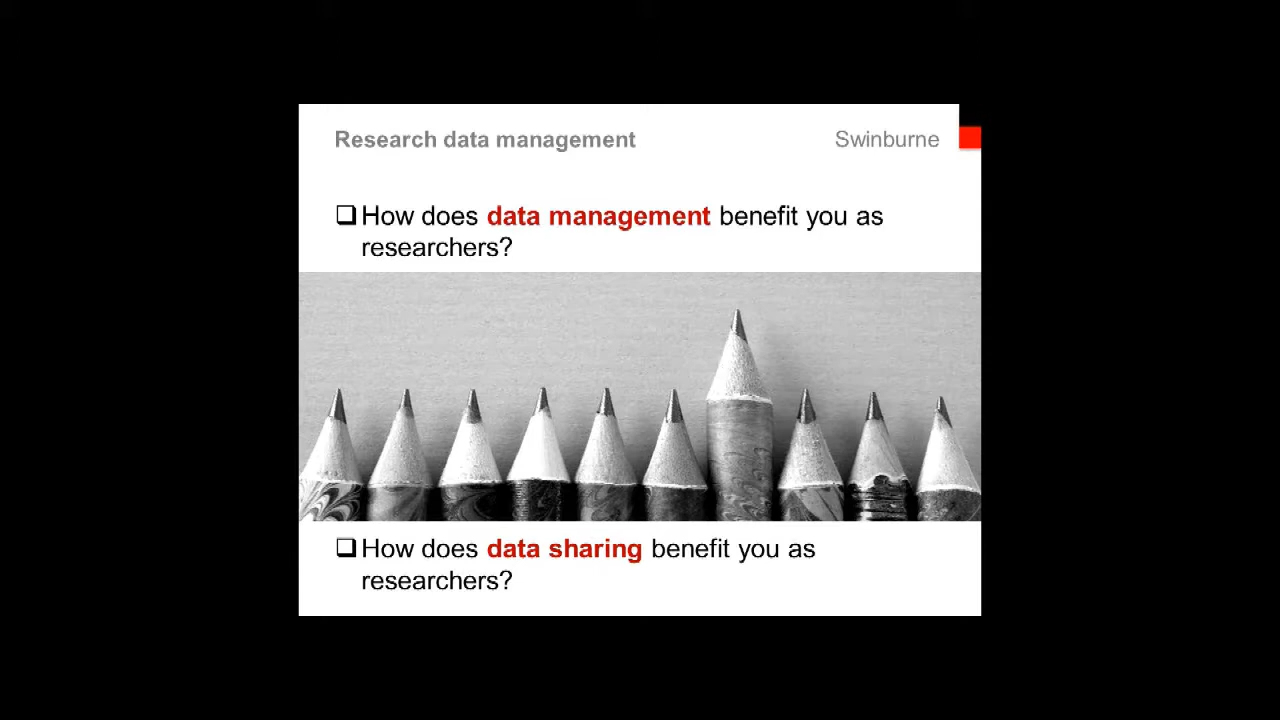 Research data management
Swinburne
❑How does data management benefit you as
researchers?
❑How does data sharing benefit you as
researchers?